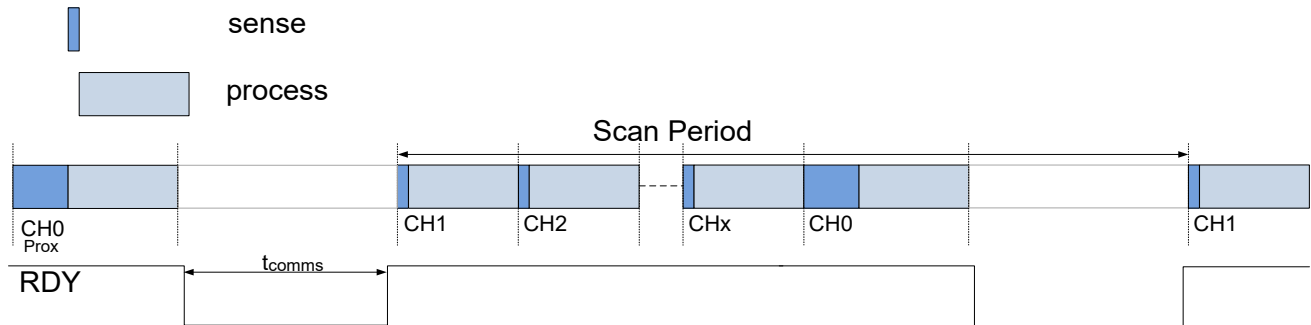 sense
process
Scan Period
CH0
Prox
CH1
CH2
CHx
CH0
CH1
tcomms
RDY